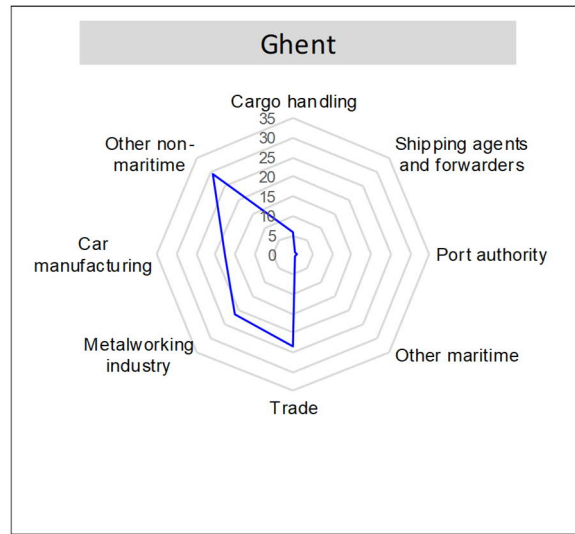 Ghent
Cargo handling
35
30
25
20
15
10
5
0
Shipping agents
and forwarders
Port authority
Other maritime
Trade
Metalworking
industry
Car
manufacturing
Other non-
maritime